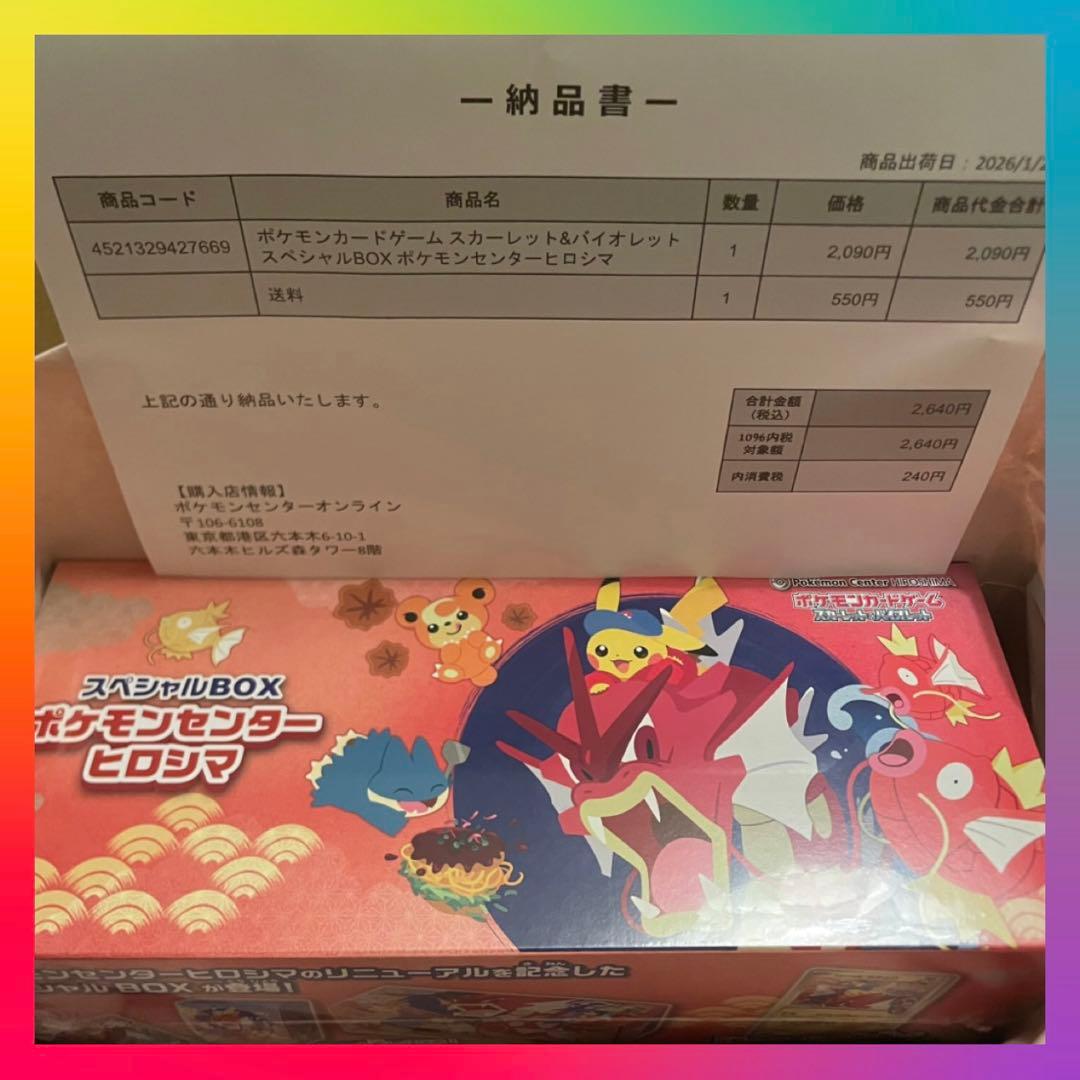 ー納品書ー
商品出荷日：2026/1/2
商品コード 商品名 数量 価格 商品代金合計
4521329427669 ポケモンカードゲーム スカーレット&バイオレット 1 2,090円 2,090円
スペシャルBOX ポケモンセンターヒロシマ
送料 1 550円 550円
上記の通り納品いたします。
合計金額 2,640円
(税込)
10%内税 2,640円
対象額
内消費税 240円
【購入店情報】
ポケモンセンターオンライン
〒106-6108
東京都港区六本木6-10-1
六本木ヒルズ森タワー8階
Pokémon Center HIROSHIMA
ポケモンカードゲーム
スカーレット&バイオレット
スペシャルBOX
ポケモンセンター
ヒロシマ
ンセンターヒロシマのリニューアルを記念した
シャルBOXが登場!